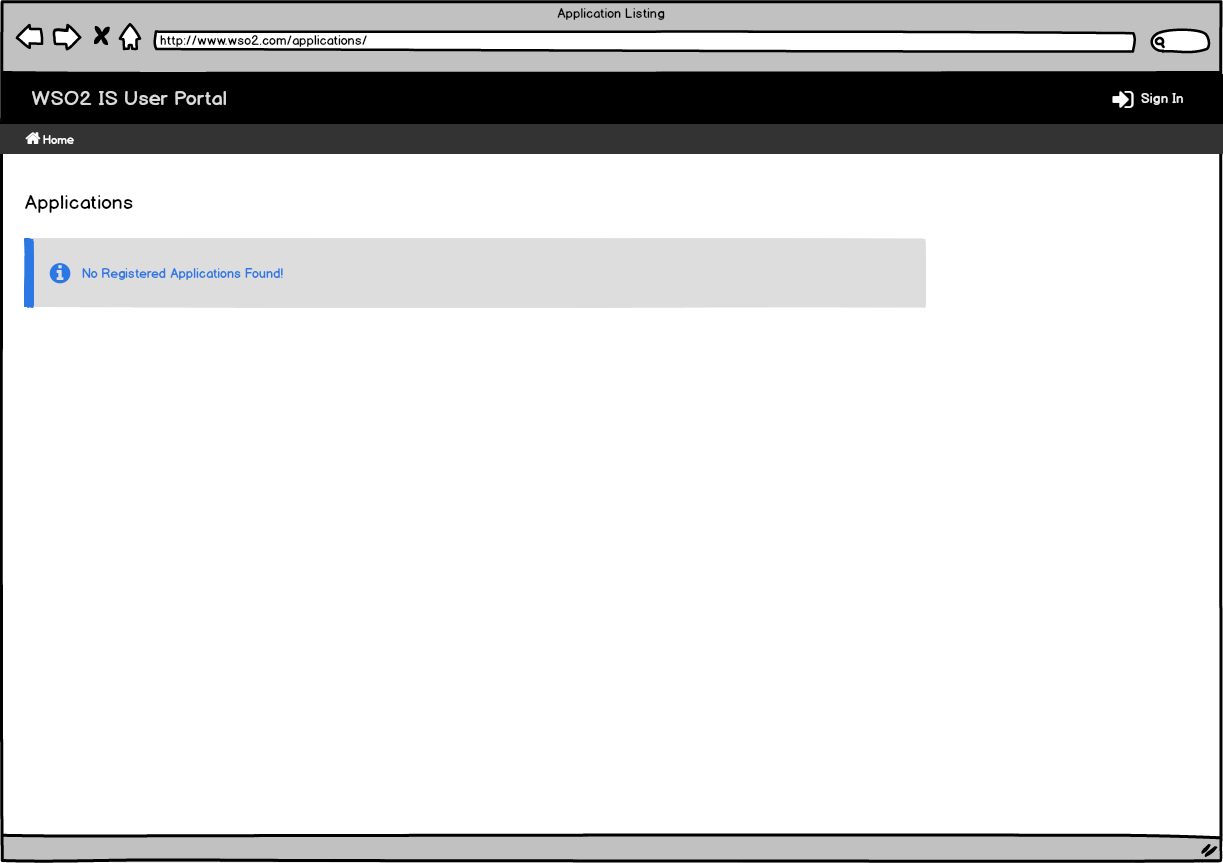 Application Listing
http://www.wso2.com/applications/
WSO2 IS User Portal
Sign In
Home
Applications
No Registered Applications Found!